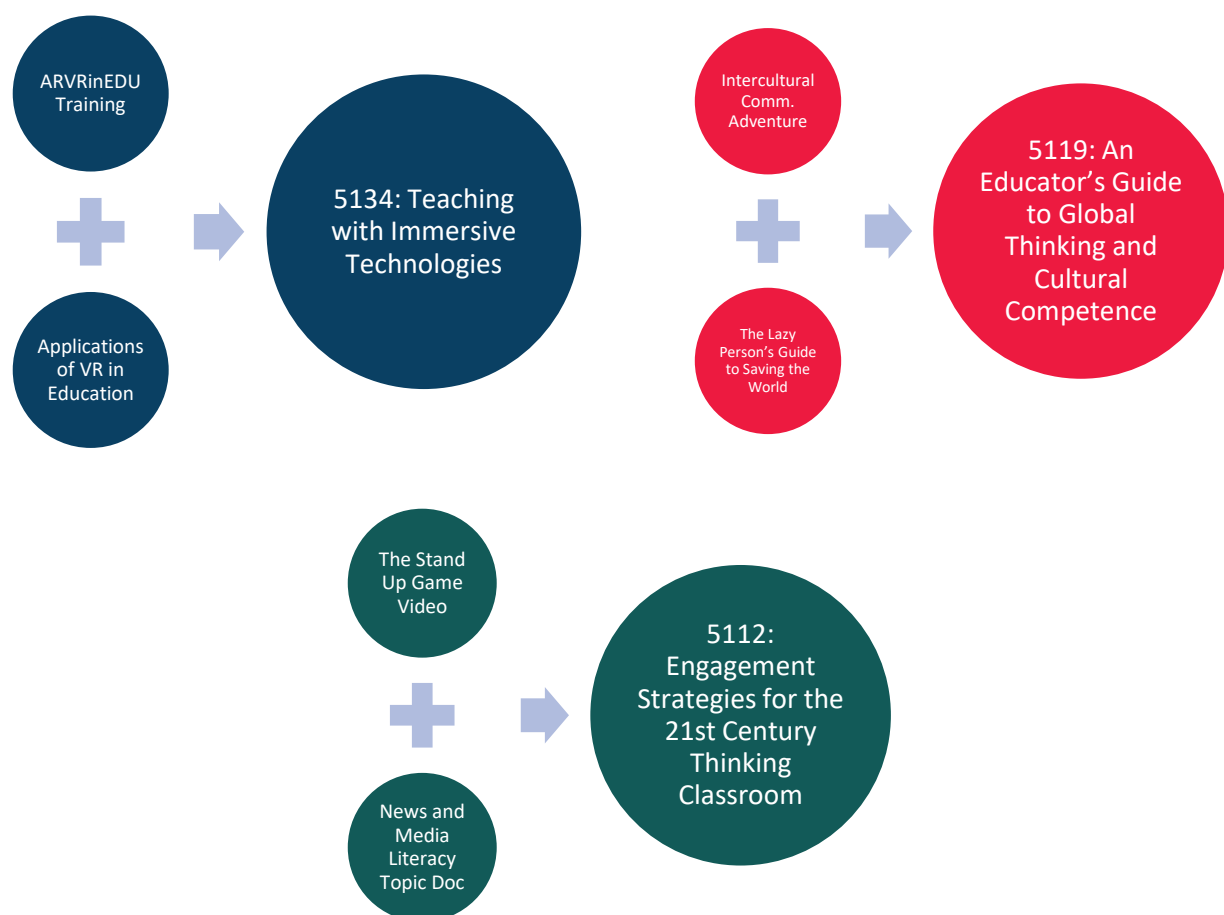 ARVRinEDU
Training
Applications
of VR in
Education
5134: Teaching
with Immersive
Technologies
Intercultural
Comm.
Adventure
The Lazy
Person’s Guide
to Saving the
World
5119: An
Educator’s Guide
to Global
Thinking and
Cultural
Competence
The Stand
Up Game
Video
News and
Media
Literacy
Topic Doc
5112:
Engagement
Strategies for the
21st Century
Thinking
Classroom